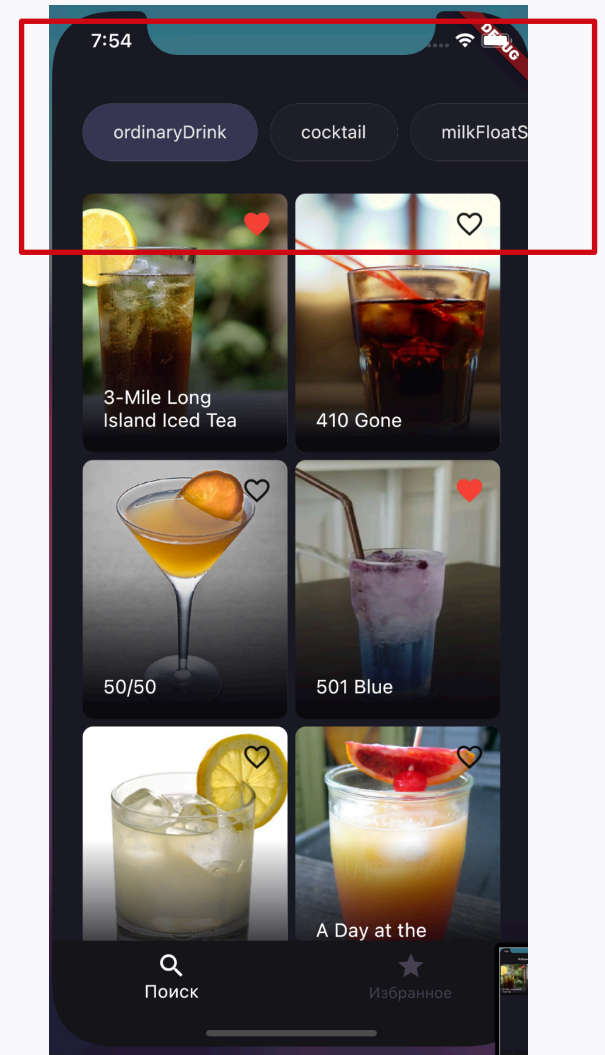 7:54
DEBUG
ordinaryDrink
cocktail
milkFloatS
3-Mile Long
Island Iced Tea
410 Gone
50/50
501 Blue
A Day at the
Поиск
Избранное